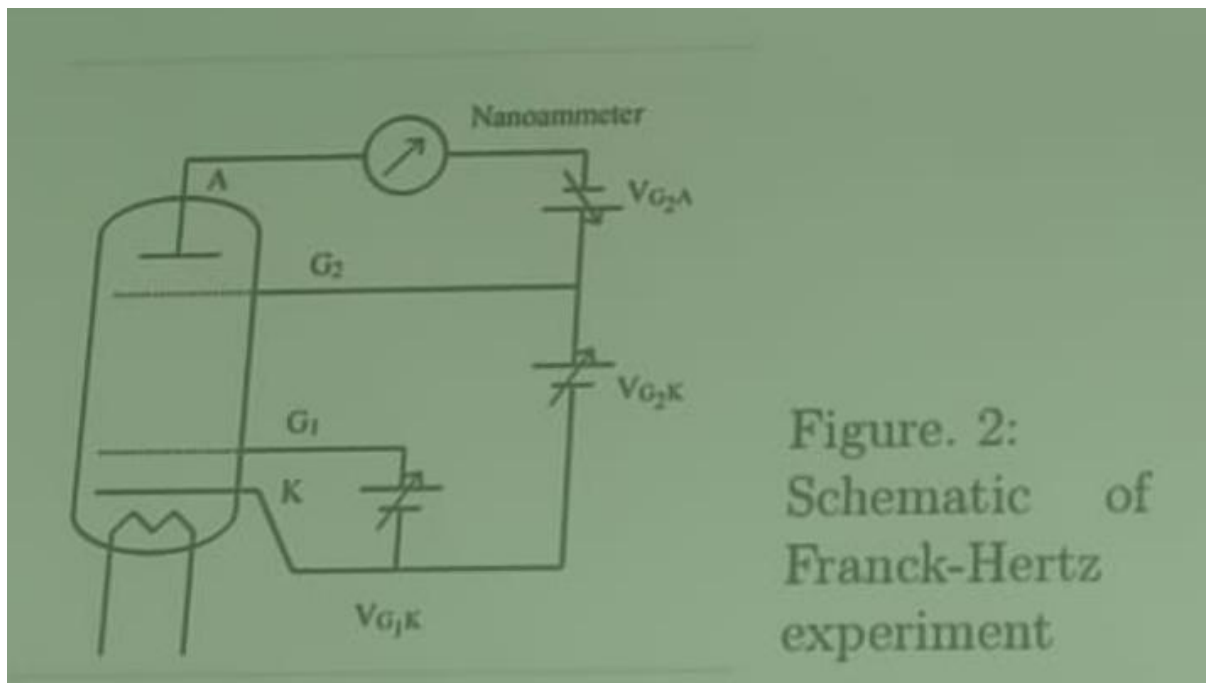 Nanoammeter
A
VG₂A
G₂
VG₂K
G₁
K
VG₁K
Figure. 2:
Schematic of
Franck-Hertz
experiment